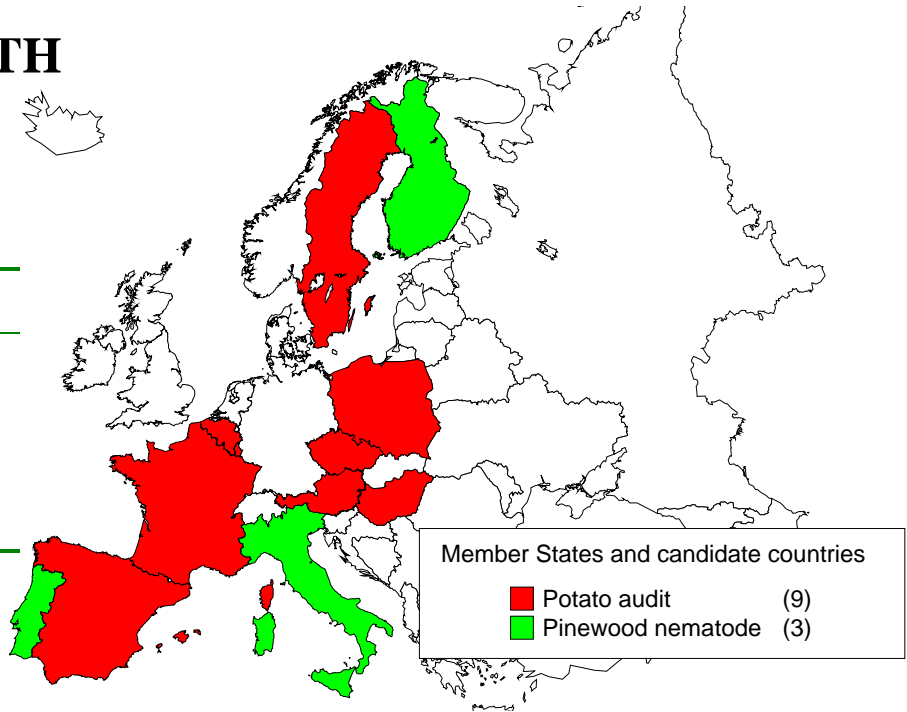 TH
Member States and candidate countries
Potato audit (9)
Pinewood nematode (3)